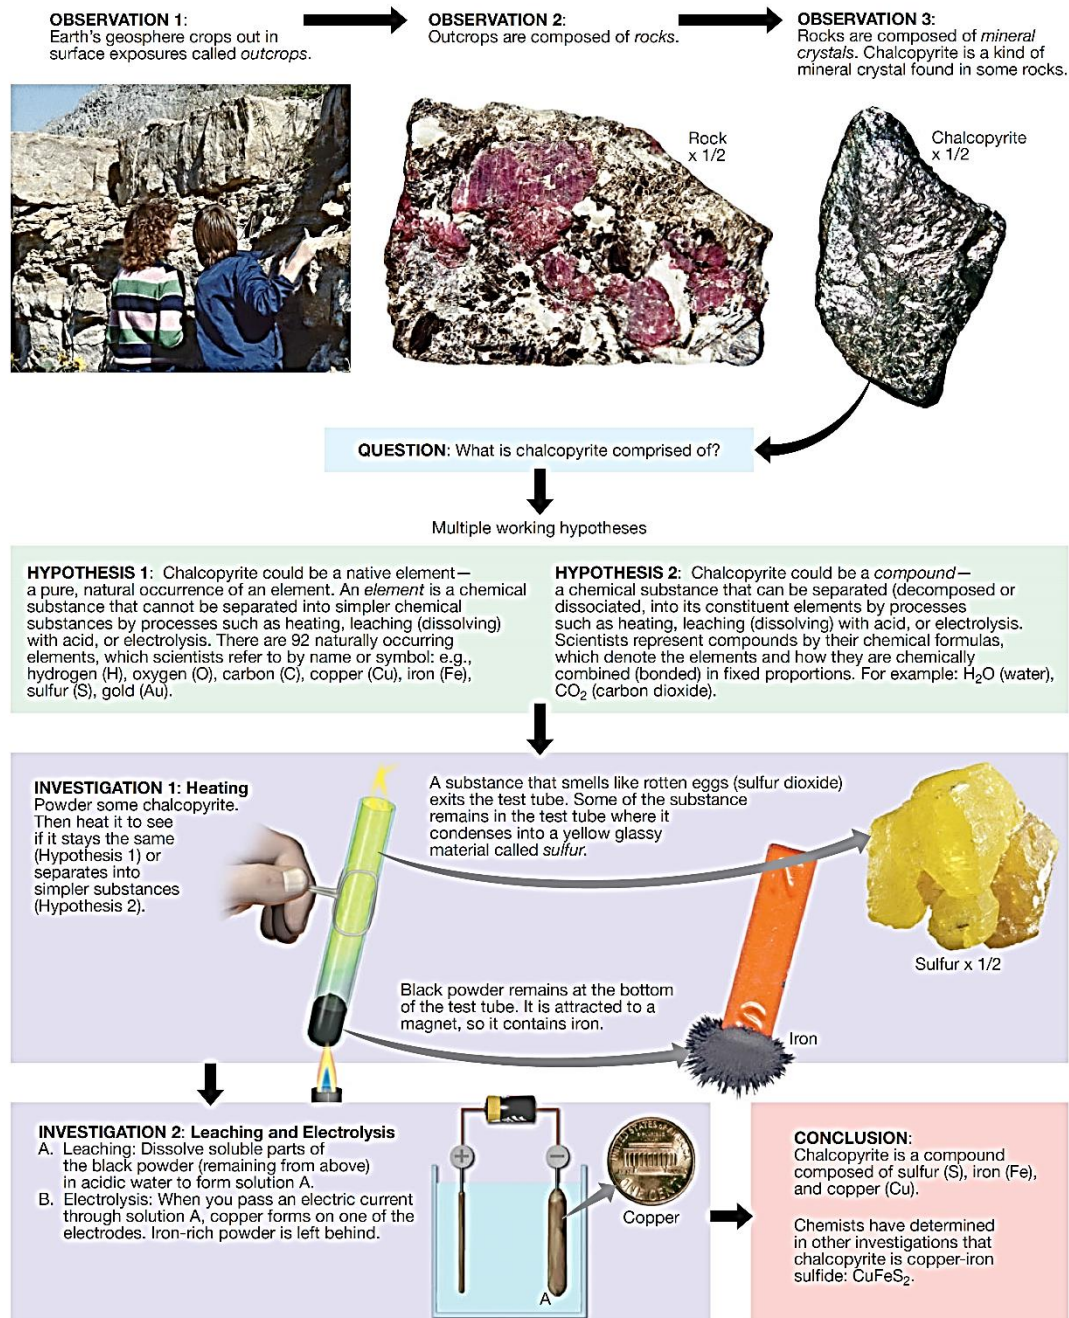 OBSERVATION 1:
Earth's geosphere crops out in
surface exposures called outcrops.
OBSERVATION 2:
Outcrops are composed of rocks.
OBSERVATION 3:
Rocks are composed of mineral
crystals. Chalcopyrite is a kind of
mineral crystal found in some rocks.
Rock
x 1/2
Chalcopyrite
x 1/2
QUESTION: What is chalcopyrite comprised of?
Multiple working hypotheses
HYPOTHESIS 1: Chalcopyrite could be a native element—
a pure, natural occurrence of an element. An element is a chemical
substance that cannot be separated into simpler chemical
substances by processes such as heating, leaching (dissolving)
with acid, or electrolysis. There are 92 naturally occurring
elements, which scientists refer to by name or symbol: e.g.,
hydrogen (H), oxygen (O), carbon (C), copper (Cu), iron (Fe),
sulfur (S), gold (Au).
HYPOTHESIS 2: Chalcopyrite could be a compound—
a chemical substance that can be separated (decomposed or
dissociated, into its constituent elements by processes
such as heating, leaching (dissolving) with acid, or electrolysis.
Scientists represent compounds by their chemical formulas,
which denote the elements and how they are chemically
combined (bonded) in fixed proportions. For example: H₂O (water),
CO₂ (carbon dioxide).
INVESTIGATION 1: Heating
Powder some chalcopyrite.
Then heat it to see
if it stays the same
(Hypothesis 1) or
separates into
simpler substances
(Hypothesis 2).
A substance that smells like rotten eggs (sulfur dioxide)
exits the test tube. Some of the substance
remains in the test tube where it
condenses into a yellow glassy
material called sulfur.
Sulfur x 1/2
Black powder remains at the bottom
of the test tube. It is attracted to a
magnet, so it contains iron.
Iron
INVESTIGATION 2: Leaching and Electrolysis
A. Leaching: Dissolve soluble parts of
the black powder (remaining from above)
in acidic water to form solution A.
B. Electrolysis: When you pass an electric current
through solution A, copper forms on one of the
electrodes. Iron-rich powder is left behind.
+
−
UNITED STATES OF AMERICA
ONE CENT
Copper
A
CONCLUSION:
Chalcopyrite is a compound
composed of sulfur (S), iron (Fe),
and copper (Cu).
Chemists have determined
in other investigations that
chalcopyrite is copper-iron
sulfide: CuFeS₂.